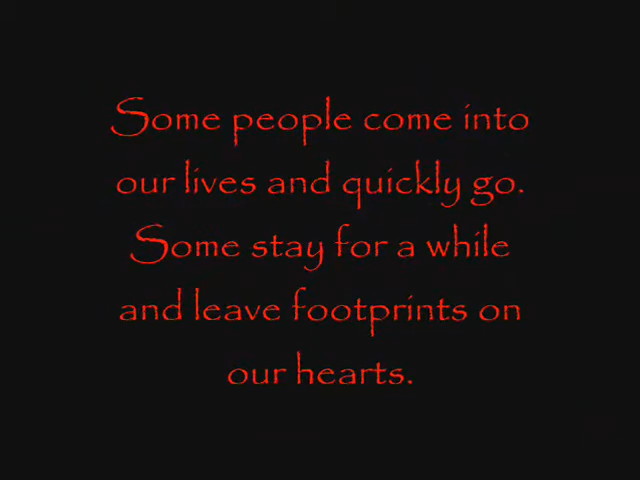 Some people come into
our lives and quickly go.
Some stay for a while
and leave footprints on
our hearts.